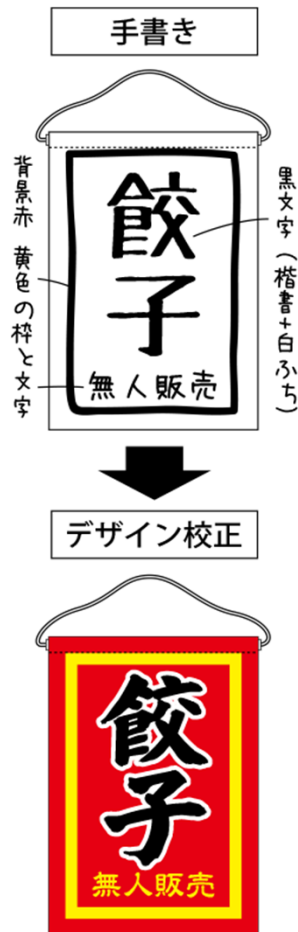 手書き
黒文字(楷書+白ふち)
餃子
無人販売
背景赤 黄色の枠と文字
デザイン校正
餃子
無人販売